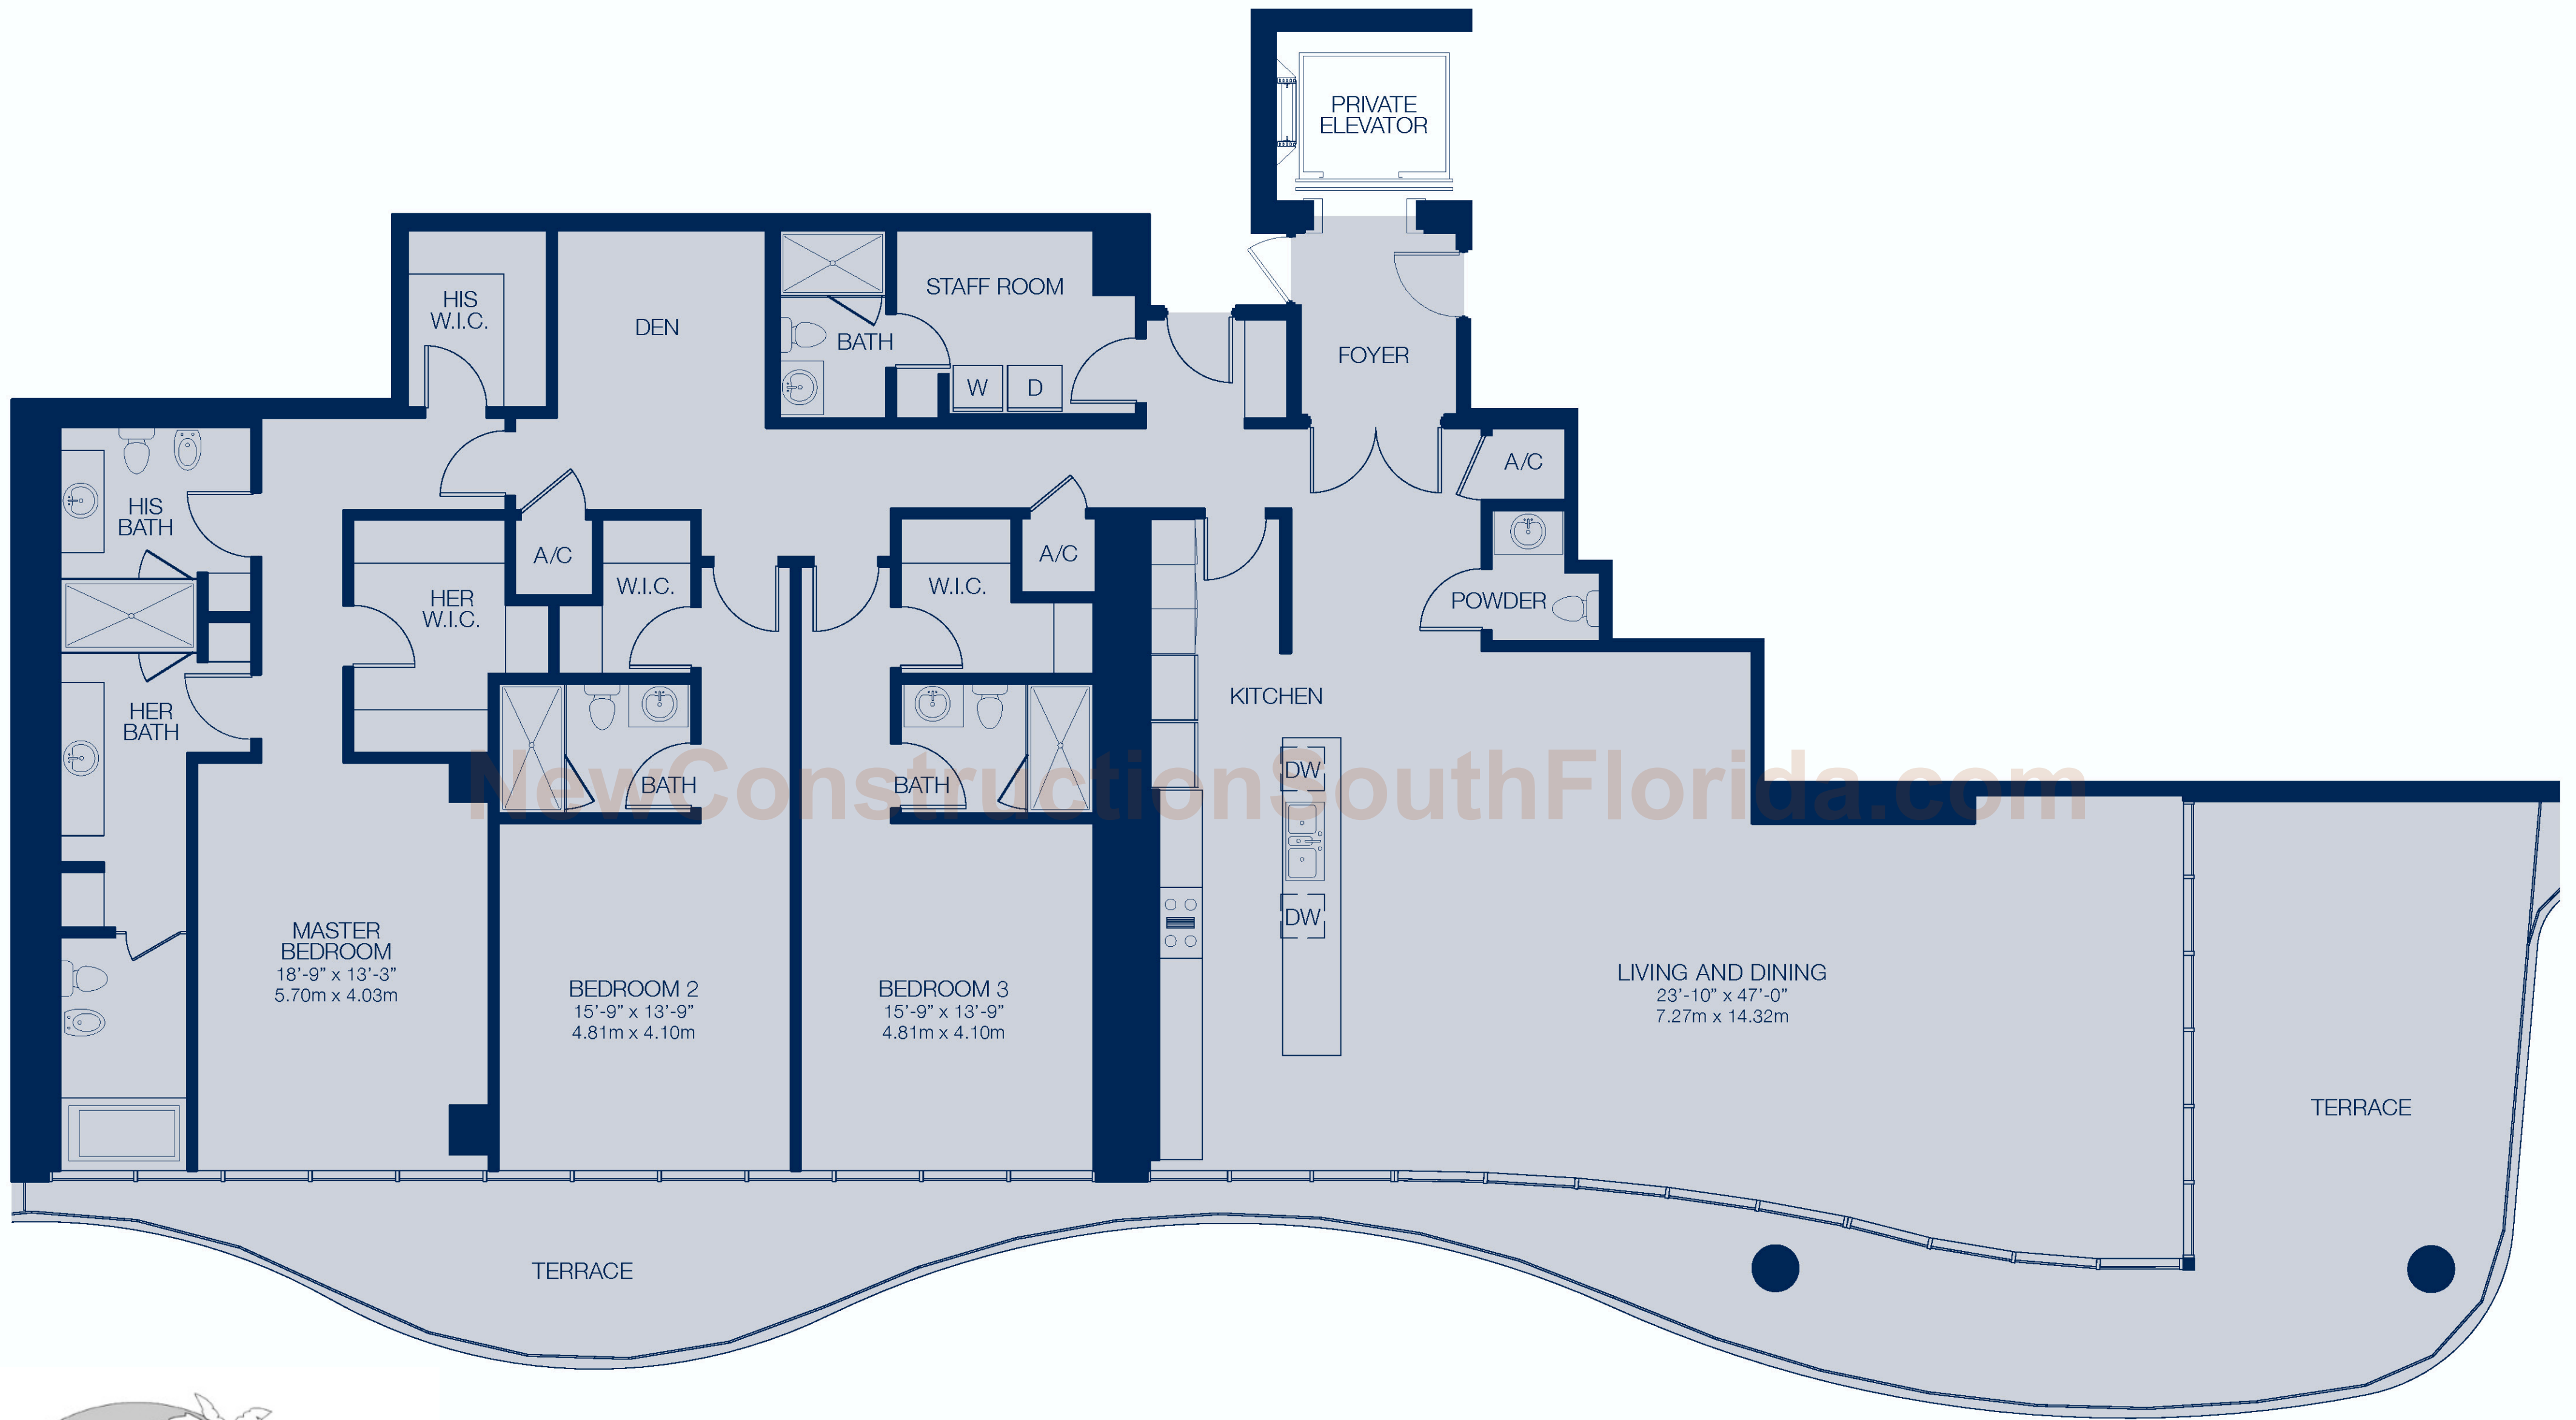 PRIVATE
ELEVATOR
STAFF ROOM
HIS
W.I.C.
DEN
BATH
FOYER
W
D
A/C
HIS
BATH
A/C
A/C
W.I.C.
W.I.C.
HER
W.I.C.
POWDER
KITCHEN
HER
BATH
DW
BATH
BATH
NewConstructionSouthFlorida.com
DW
MASTER
BEDROOM
18'-9" x 13'-3"
5.70m x 4.03m
BEDROOM 2
15'-9" x 13'-9"
4.81m x 4.10m
BEDROOM 3
15'-9" x 13'-9"
4.81m x 4.10m
LIVING AND DINING
23'-10" x 47'-0"
7.27m x 14.32m
TERRACE
TERRACE